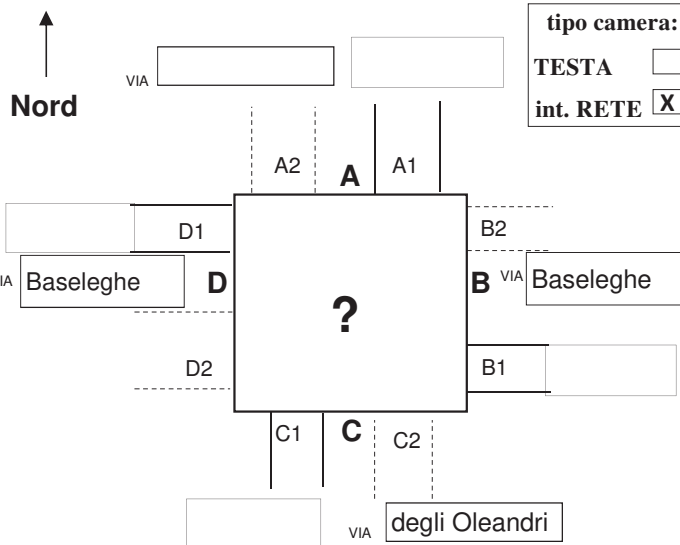 tipo camera:
TESTA
int. RETE X
Nord
VIA
A2 A A1
D1 B2
VIA Baseleghe D B VIA Baseleghe
?
D2 B1
C1 C C2
VIA degli Oleandri